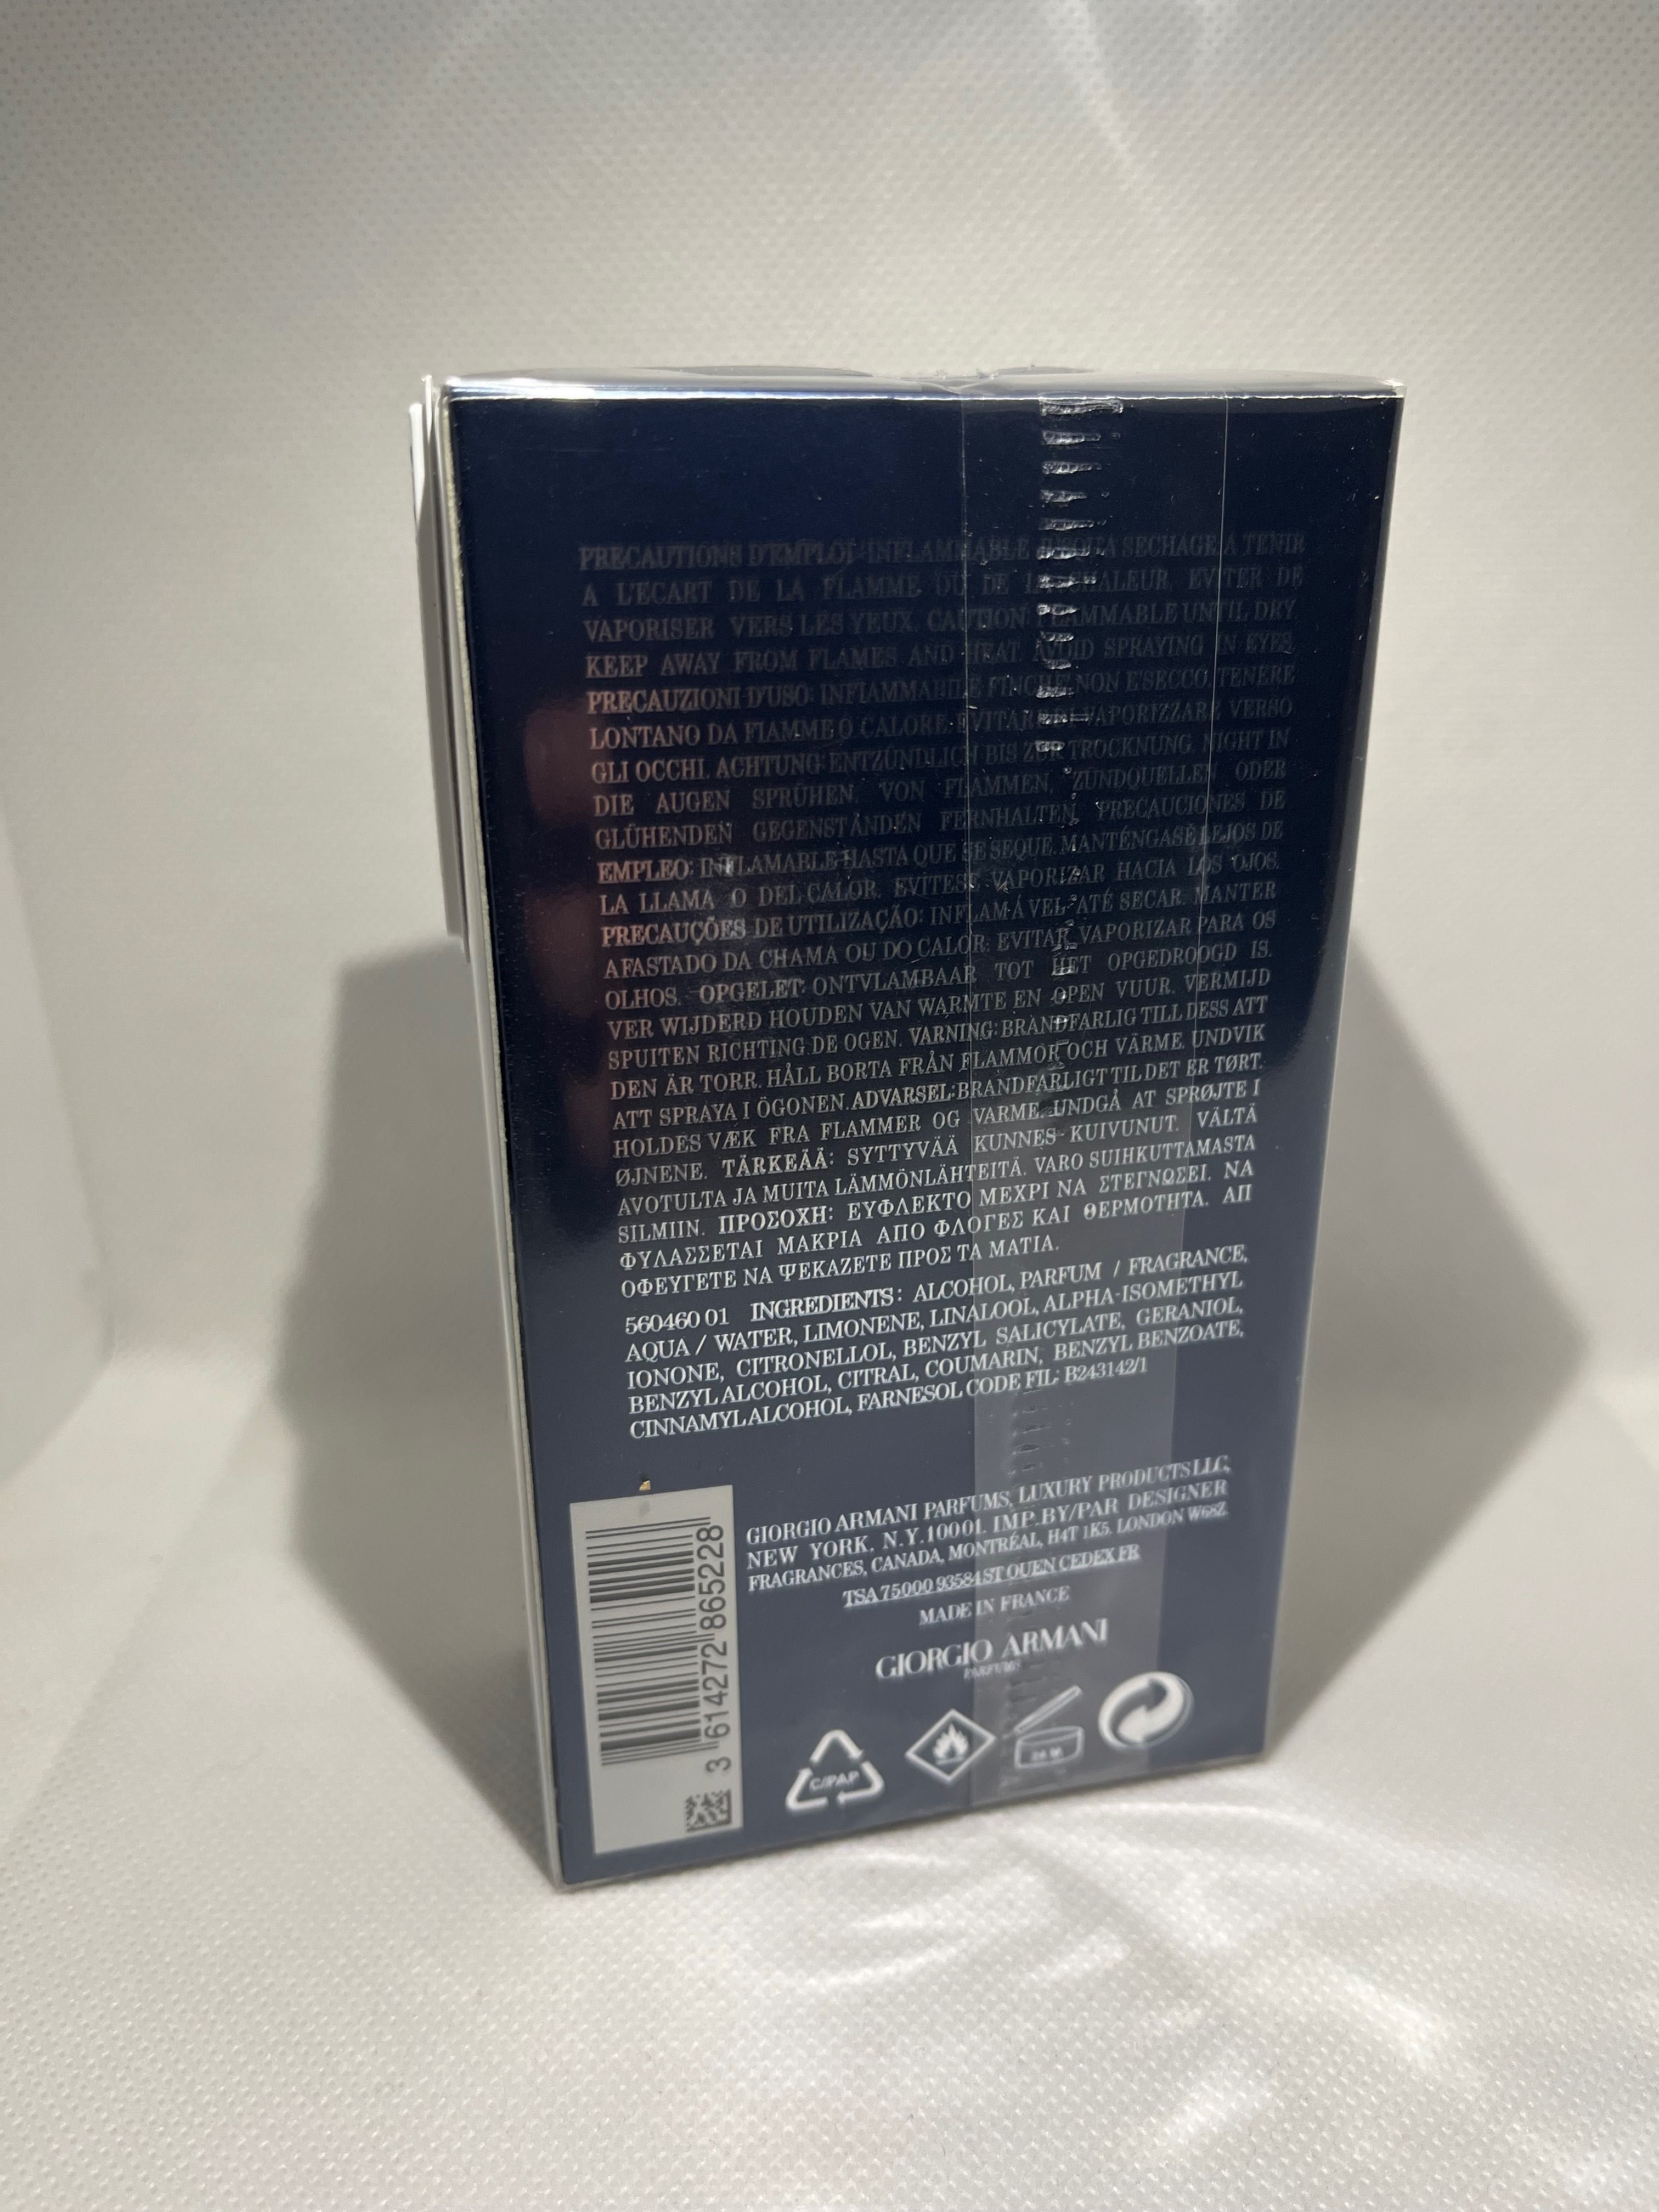 PRECAUTIONS D'EMPLOI: INFLAMMABLE JUSQU'A SECHAGE, A TENIR
A L'ECART DE LA FLAMME OU DE LA CHALEUR, EVITER DE
VAPORISER VERS LES YEUX. CAUTION: FLAMMABLE UNTIL DRY.
KEEP AWAY FROM FLAMES AND HEAT. AVOID SPRAYING IN EYES.
PRECAUZIONI D'USO: INFIAMMABILE FINCHE' NON E'SECCO. TENERE
LONTANO DA FIAMME O CALORE. EVITARE DI VAPORIZZARE VERSO
GLI OCCHI. ACHTUNG: ENTZÜNDLICH BIS ZUR TROCKNUNG. NIGHT IN
DIE AUGEN SPRÜHEN. VON FLAMMEN, ZÜNDQUELLEN ODER
GLÜHENDEN GEGENSTÄNDEN FERNHALTEN. PRECAUCIONES DE
EMPLEO: INFLAMABLE HASTA QUE SE SEQUE. MANTÉNGASE LEJOS DE
LA LLAMA O DEL CALOR. EVITESE VAPORIZAR HACIA LOS OJOS.
PRECAUÇÕES DE UTILIZAÇÃO: INFLAMÁVEL ATÉ SECAR. MANTER
AFASTADO DA CHAMA OU DO CALOR. EVITAR VAPORIZAR PARA OS
OLHOS. OPGELET: ONTVLAMBAAR TOT HET OPGEDROOGD IS.
VER WIJDERD HOUDEN VAN WARMTE EN OPEN VUUR. VERMIJD
SPUITEN RICHTING DE OGEN. VARNING: BRANDFARLIG TILL DESS ATT
DEN ÄR TORR. HÅLL BORTA FRÅN FLAMMOR OCH VÄRME. UNDVIK
ATT SPRAYA I ÖGONEN. ADVARSEL: BRANDFARLIGT TIL DET ER TØRT.
HOLDES VÆK FRA FLAMMER OG VARME. UNDGÅ AT SPRØJTE I
ØJNENE. TÄRKEÄÄ: SYTTYVÄÄ KUNNES KUIVUNUT. VÄLTÄ
AVOTULTA JA MUITA LÄMMÖNLÄHTEITÄ. VARO SUIHKUTTAMASTA
SILMIIN. ΠΡΟΣΟΧΗ: ΕΥΦΛΕΚΤΟ ΜΕΧΡΙ ΝΑ ΣΤΕΓΝΩΣΕΙ. ΝΑ
ΦΥΛΑΣΣΕΤΑΙ ΜΑΚΡΙΑ ΑΠΟ ΦΛΟΓΕΣ ΚΑΙ ΘΕΡΜΟΤΗΤΑ. ΑΠ
ΟΦΕΥΓΕΤΕ ΝΑ ΨΕΚΑΖΕΤΕ ΠΡΟΣ ΤΑ ΜΑΤΙΑ.
560460 01 INGREDIENTS: ALCOHOL, PARFUM / FRAGRANCE,
AQUA / WATER, LIMONENE, LINALOOL, ALPHA-ISOMETHYL
IONONE, CITRONELLOL, BENZYL SALICYLATE, GERANIOL,
BENZYL ALCOHOL, CITRAL, COUMARIN, BENZYL BENZOATE,
CINNAMYL ALCOHOL, FARNESOL CODE FIL: B243142/1
GIORGIO ARMANI PARFUMS, LUXURY PRODUCTS LLC,
NEW YORK. N.Y.10001. IMP.BY/PAR DESIGNER
FRAGRANCES, CANADA, MONTRÉAL, H4T 1K5. LONDON W68Z
TSA 75000 93584 ST OUEN CEDEX FR
MADE IN FRANCE
GIORGIO ARMANI
PARFUMS
C/PAP
24 M
3 614272 865228